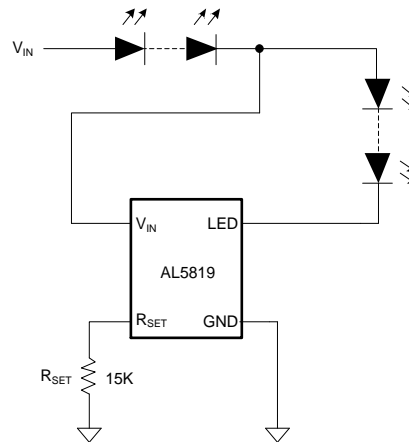 VIN
VIN LED
AL5819
RSET GND
RSET 15K